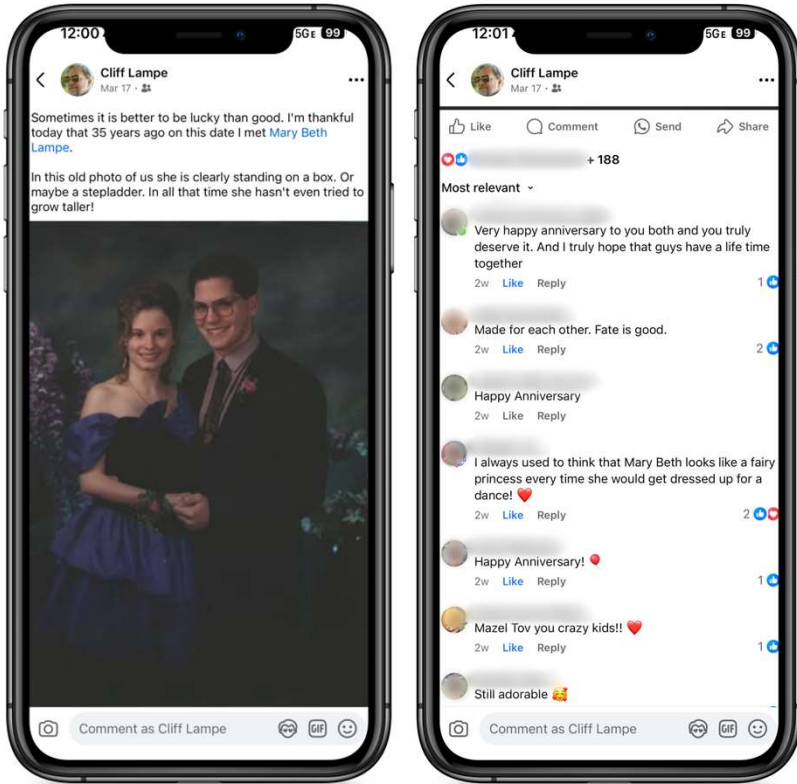 12:00
5GE 99
Cliff Lampe
Mar 17 ·
Sometimes it is better to be lucky than good. I'm thankful
today that 35 years ago on this date I met Mary Beth
Lampe.
In this old photo of us she is clearly standing on a box. Or
maybe a stepladder. In all that time she hasn't even tried to
grow taller!
Comment as Cliff Lampe
GIF
12:01
5GE 99
Cliff Lampe
Mar 17 ·
Like Comment Send Share
+ 188
Most relevant
Very happy anniversary to you both and you truly
deserve it. And I truly hope that guys have a life time
together
2w Like Reply 1
Made for each other. Fate is good.
2w Like Reply 2
Happy Anniversary
2w Like Reply
I always used to think that Mary Beth looks like a fairy
princess every time she would get dressed up for a
dance! ❤️
2w Like Reply 2
Happy Anniversary! 🎈
2w Like Reply 1
Mazel Tov you crazy kids!! ❤️
2w Like Reply 1
Still adorable 🥰
Comment as Cliff Lampe
GIF